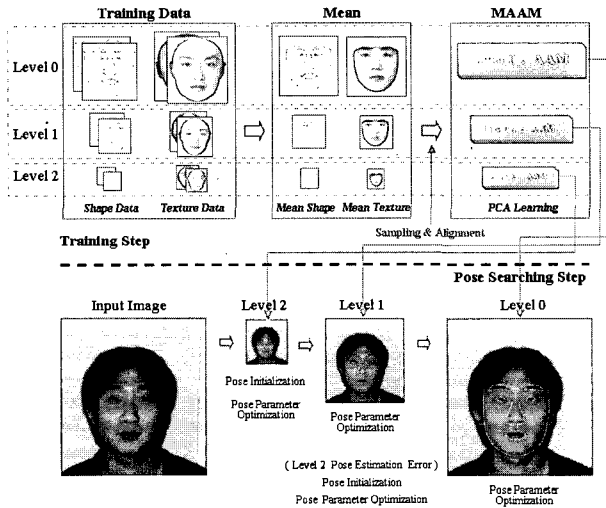 Training Data
Mean
MAAM
Level 0
Level 1
Level 2
Shape Data
Texture Data
Mean Shape
Mean Texture
PCA Learning
Sampling & Alignment
Training Step
Pose Searching Step
Input Image
Level 2
Level 1
Level 0
Pose Initialization
Pose Parameter
Optimization
Pose Parameter
Optimization
( Level 2 Pose Estimation Error )
Pose Initialization
Pose Parameter Optimization
Pose Parameter
Optimization